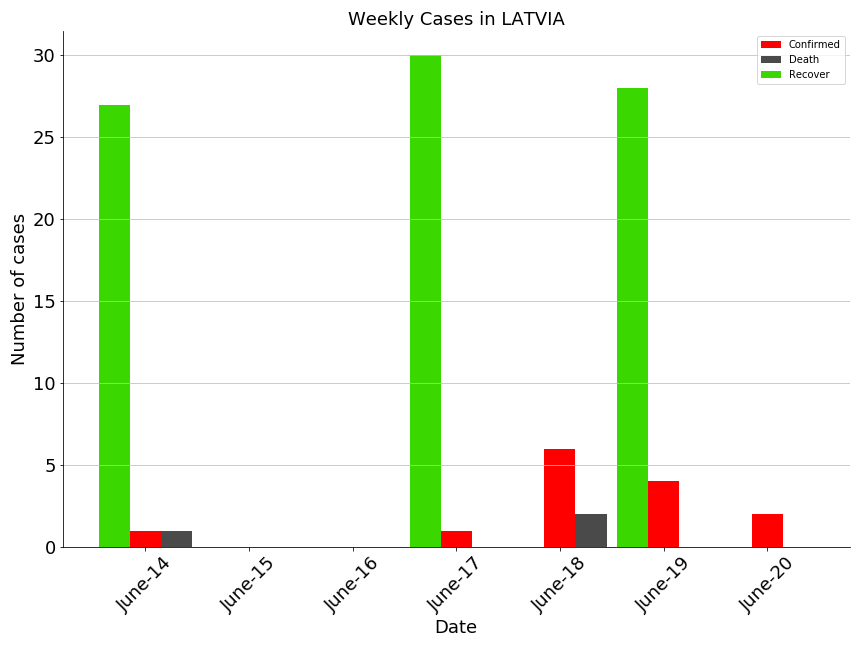 Weekly Cases in LATVIA
Confirmed
Death
Recover
Number of cases
30
25
20
15
10
5
0
June-14
June-15
June-16
June-17
June-18
June-19
June-20
Date